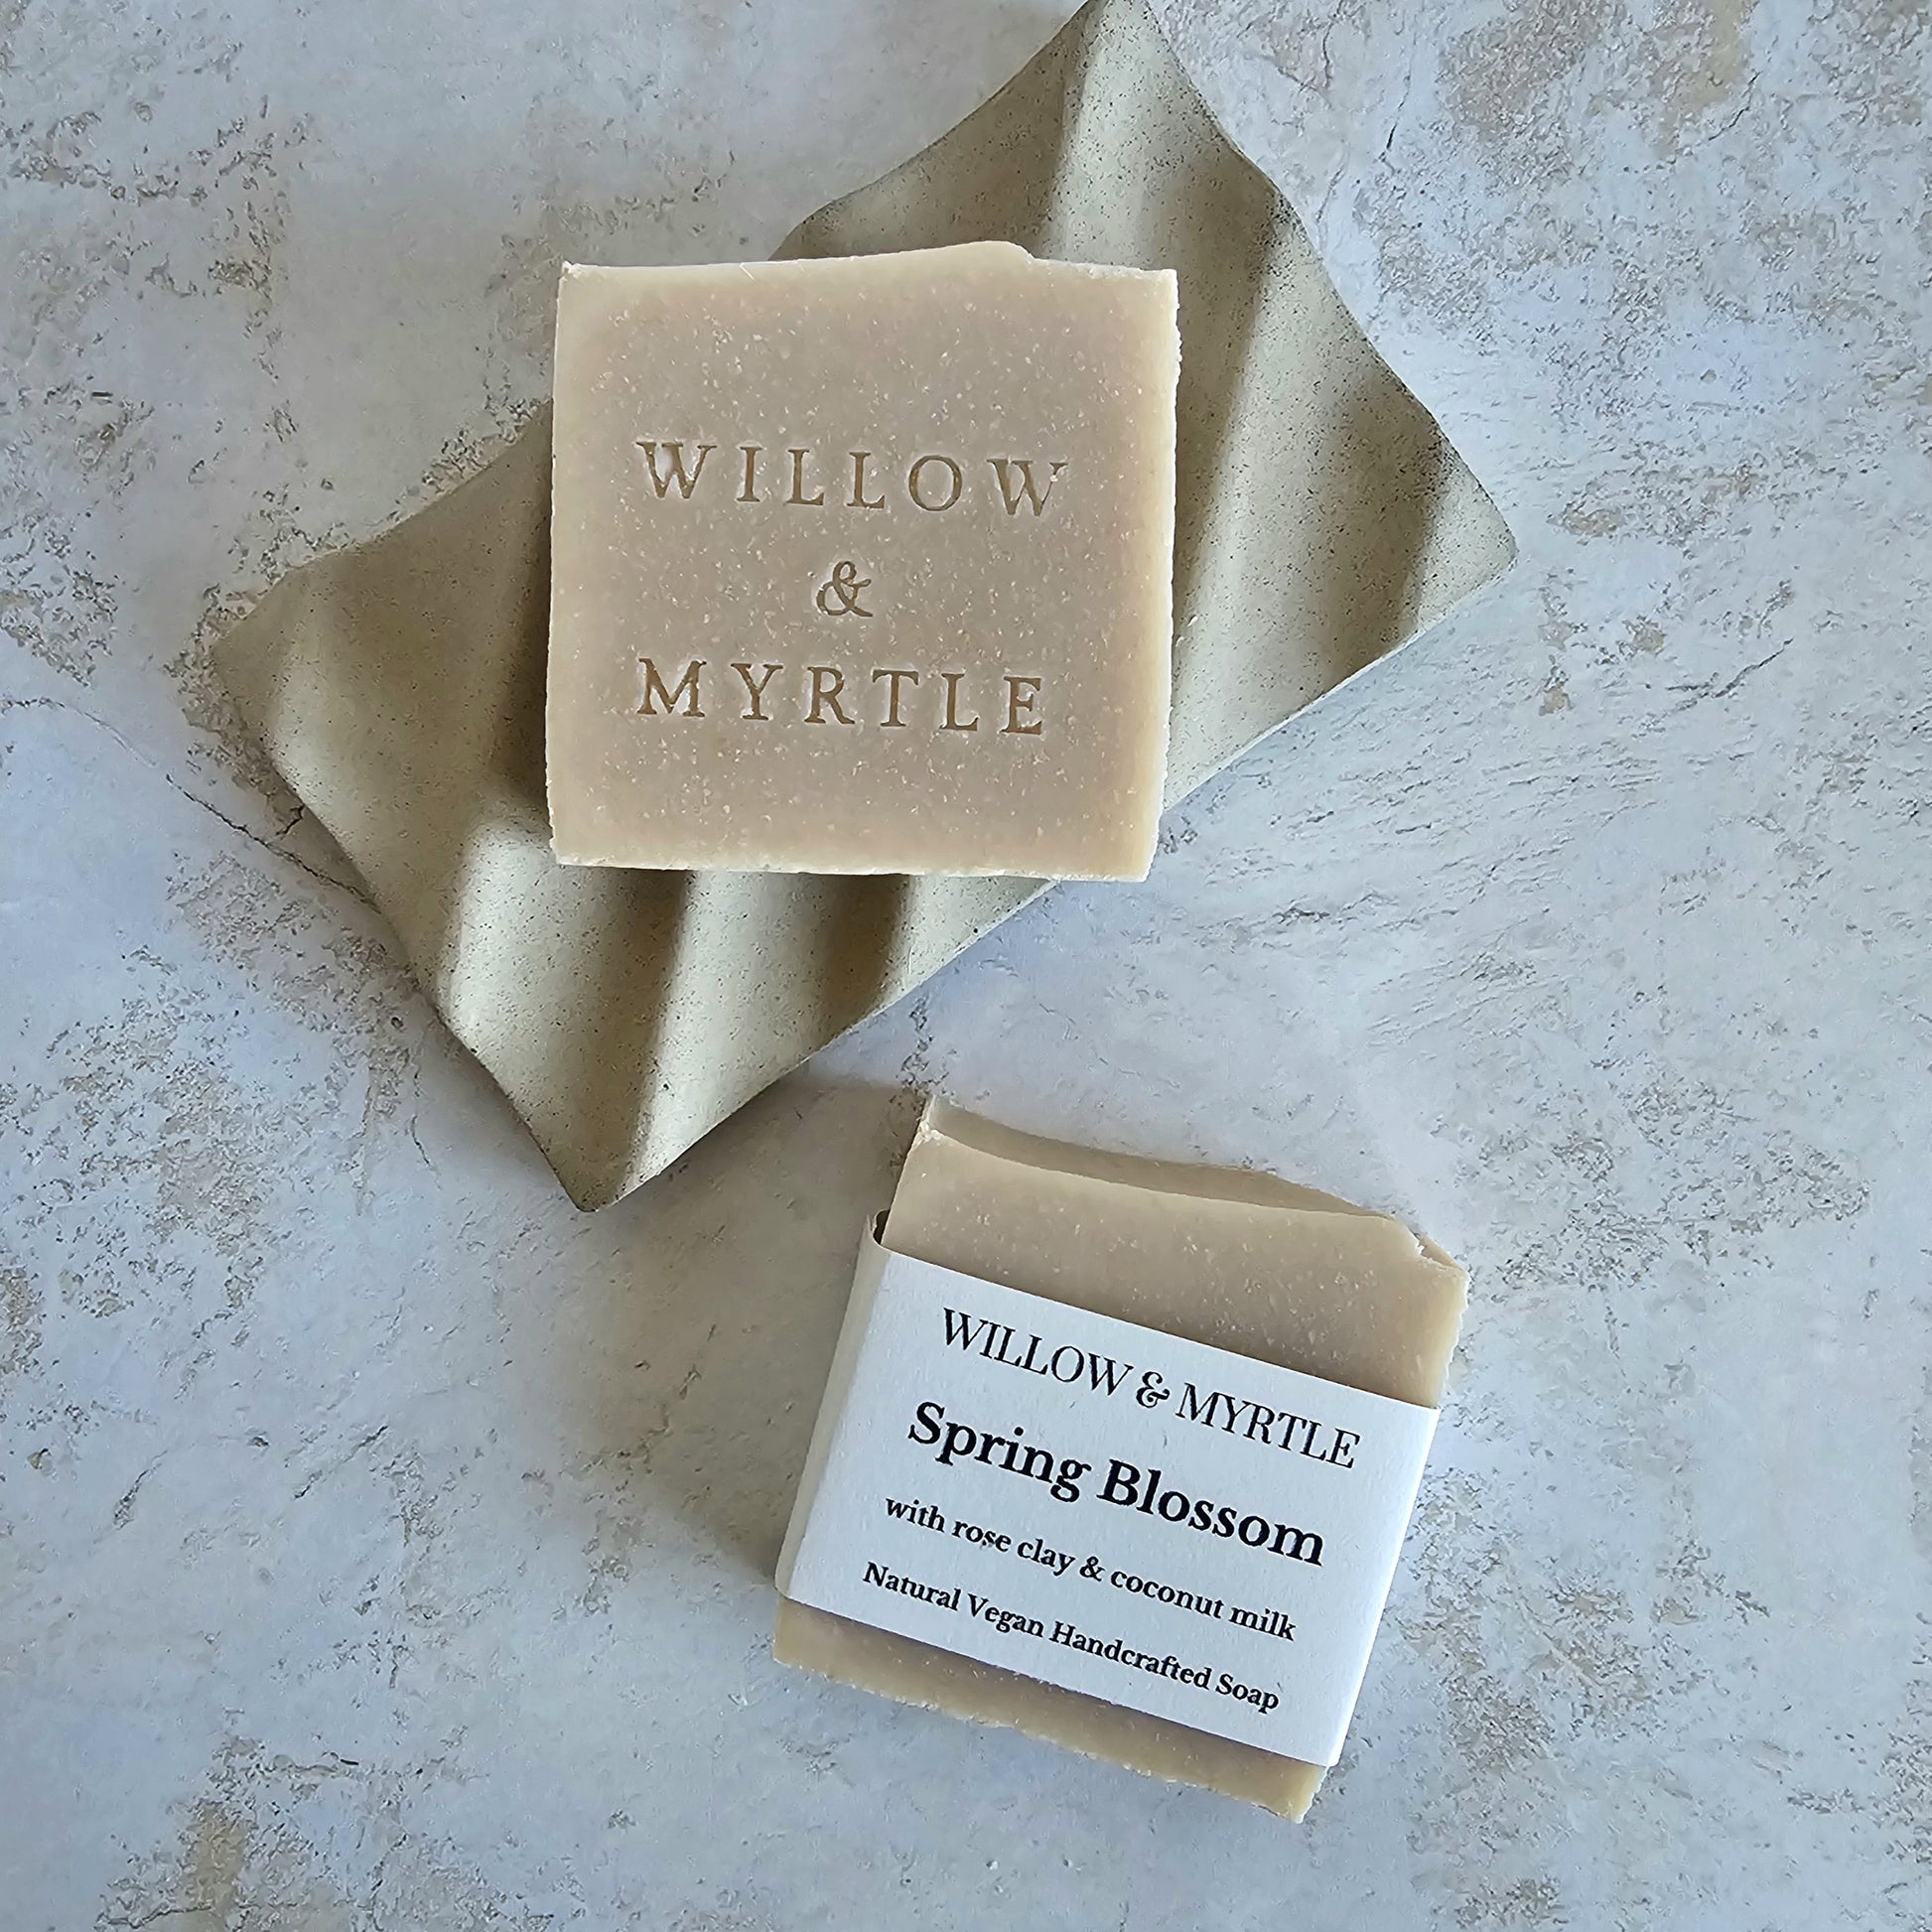 WILLOW
&
MYRTLE
WILLOW & MYRTLE
Spring Blossom
with rose clay & coconut milk
Natural Vegan Handcrafted Soap